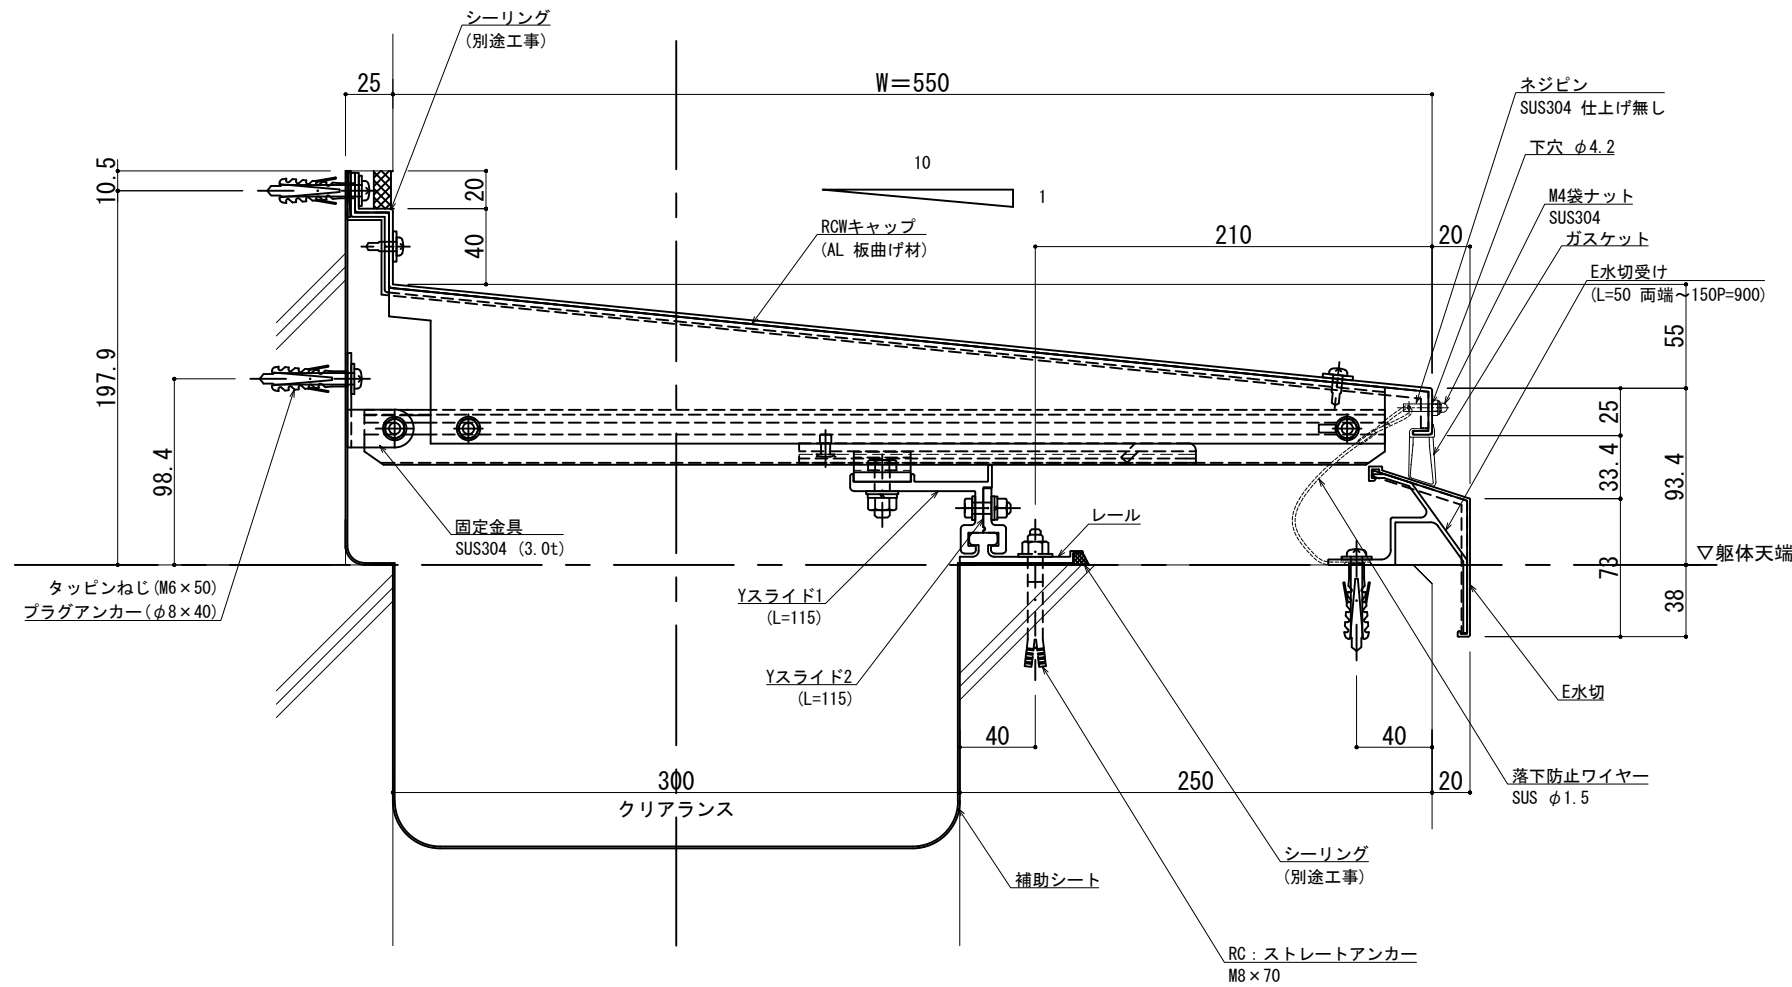 シーリング
(別途工事)
25
W=550
ネジピン
SUS304 仕上げ無し
下穴 φ4.2
M4袋ナット
SUS304
ガスケット
E水切受け
(L=50 両端～150P=900)
10.5
20
40
10
1
RCWキャップ
(AL 板曲げ材)
210
20
55
197.9
98.4
25
33.4
93.4
73
38
▽躯体天端
固定金具
SUS304 (3.0t)
レール
タッピンねじ(M6×50)
プラグアンカー(φ8×40)
Yスライド1
(L=115)
Yスライド2
(L=115)
E水切
40
40
300
クリアランス
250
20
落下防止ワイヤー
SUS φ1.5
シーリング
(別途工事)
補助シート
RC：ストレートアンカー
M8×70